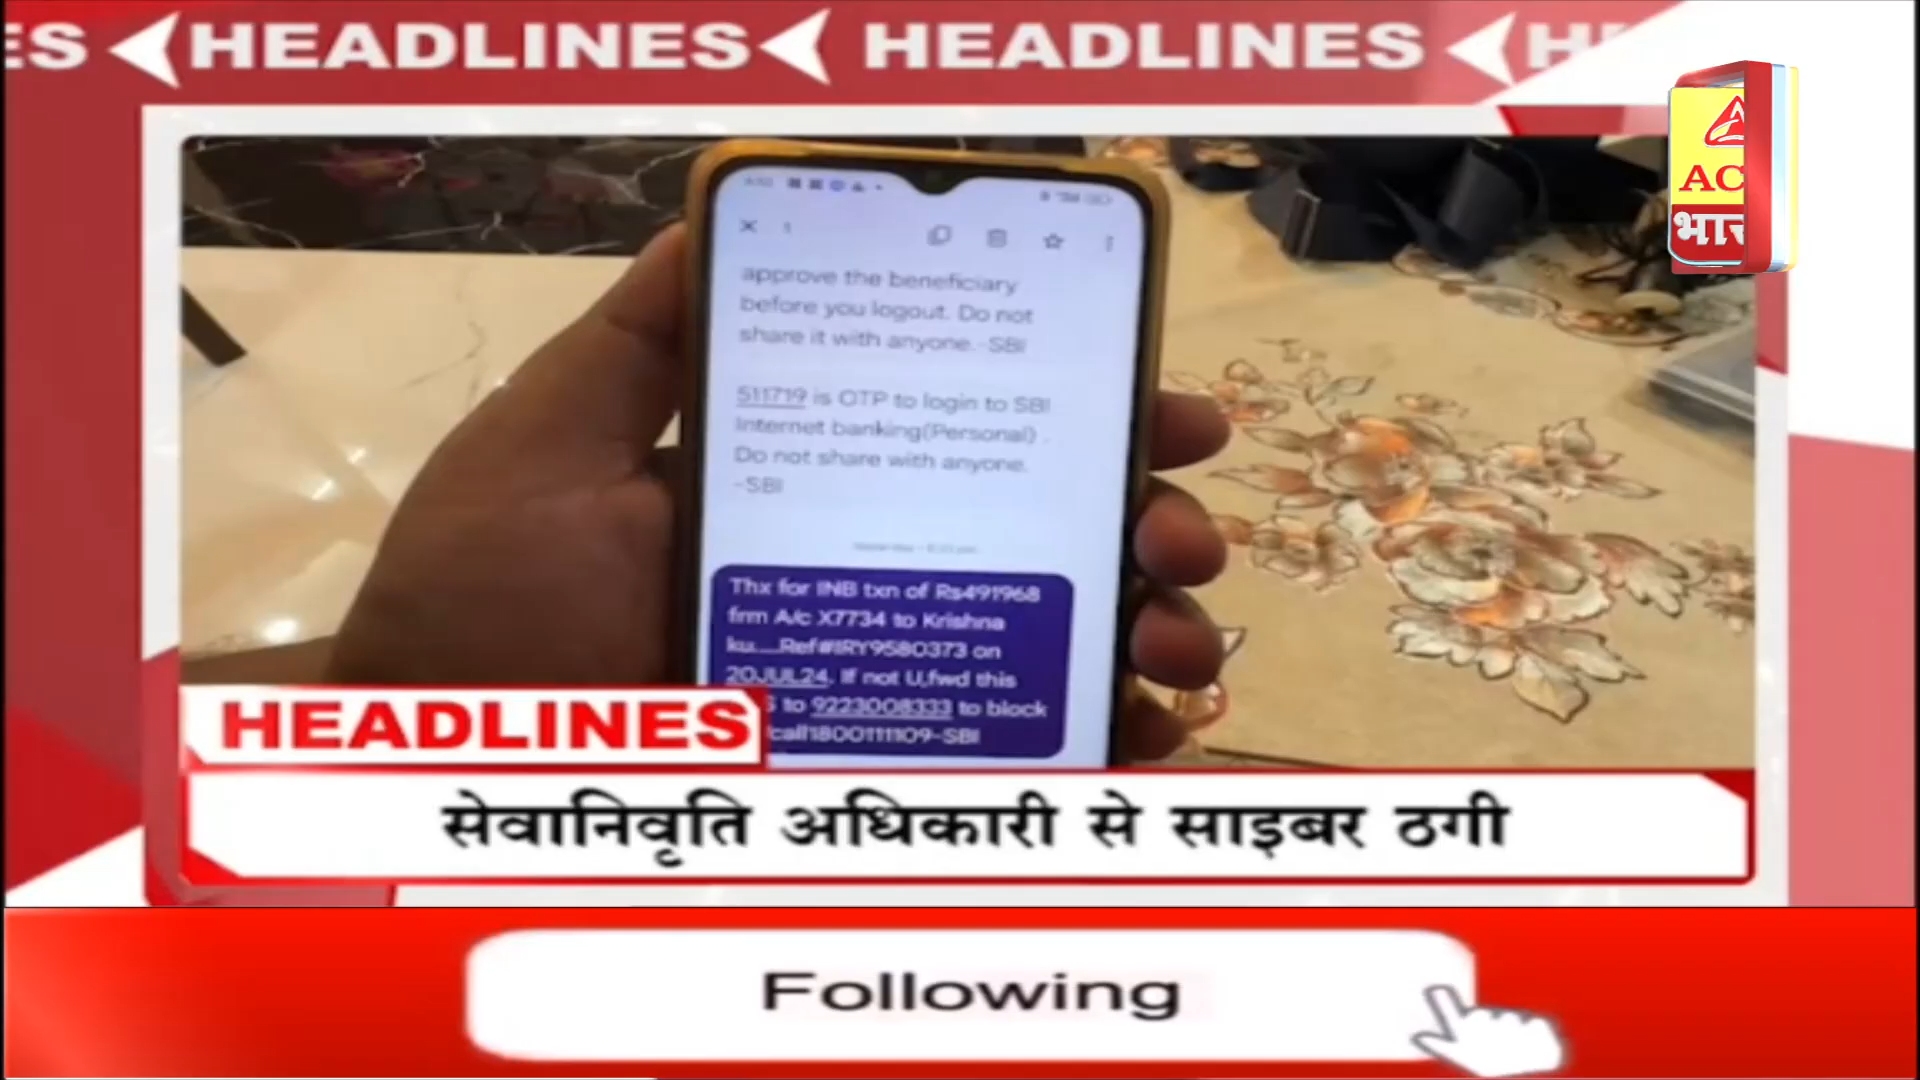 HEADLINES HEADLINES
AC
approve the beneficiary
before you logout. Do not
share it with anyone.-SBI
511719 is OTP to login to SBI
Internet banking(Personal) .
Do not share with anyone.
-SBI
Thx for INB txn of Rs491968
frm A/c X7734 to Krishna
ku....Ref#IRY9580373 on
20JUL24. If not U,fwd this
to 9223008333 to block
call18001111109-SBI
HEADLINES
सेवानिवृति अधिकारी से साइबर ठगी
Following